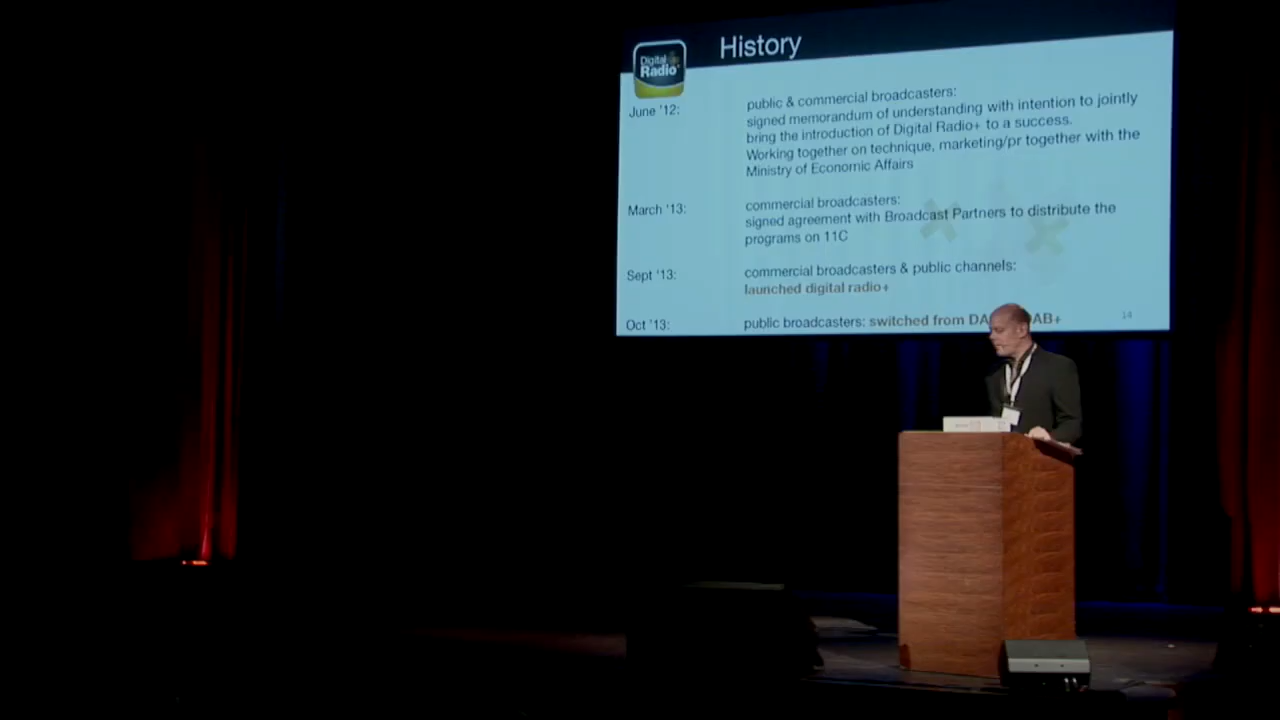 History
Digital
Radio+
June '12:
public & commercial broadcasters:
signed memorandum of understanding with intention to jointly
bring the introduction of Digital Radio+ to a success.
Working together on technique, marketing/pr together with the
Ministry of Economic Affairs
March '13:
commercial broadcasters:
signed agreement with Broadcast Partners to distribute the
programs on 11C
Sept '13:
commercial broadcasters & public channels:
launched digital radio+
Oct '13:
public broadcasters: switched from DA AB+
14